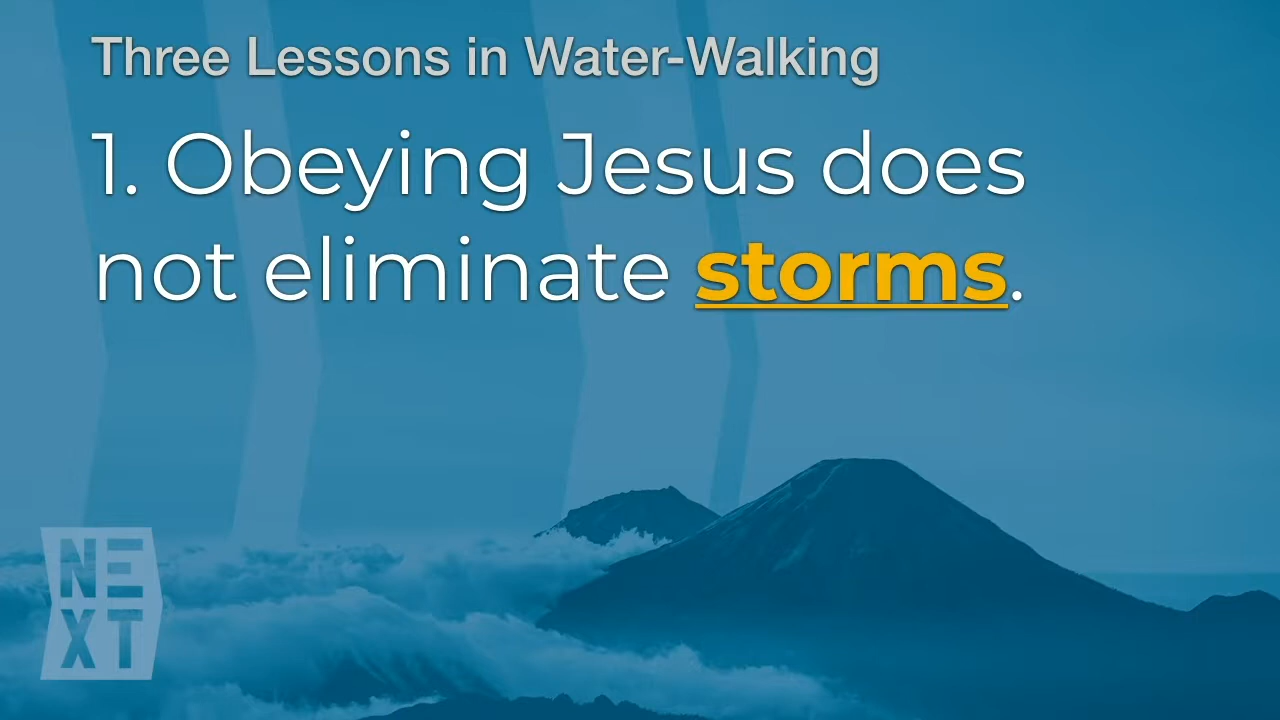 Three Lessons in Water-Walking
1. Obeying Jesus does
not eliminate storms.
NE
XT